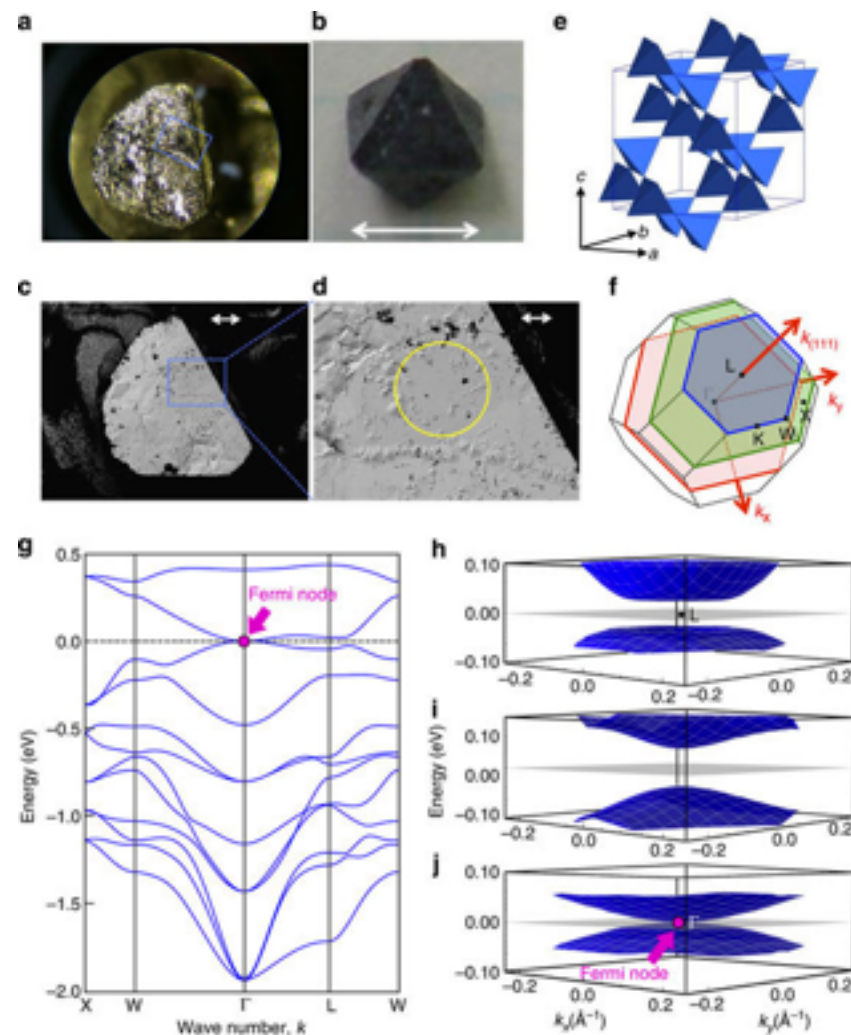 a
b
e
c
b
a
c
d
f
k(111)
L
Γ
ky
X
K
W
kx
g
0.5
Fermi node
0.0
−0.5
−1.0
−1.5
−2.0
Energy (eV)
X
W
Γ
L
W
Wave number, k
h
0.10
0.00
−0.10
L
−0.2
0.0
0.2
−0.2
0.0
0.2
i
0.10
0.00
−0.10
Energy (eV)
−0.2
0.0
0.2
−0.2
0.0
0.2
j
0.10
0.00
−0.10
Γ
Fermi node
−0.2
0.0
0.2
−0.2
0.0
0.2
kx(Å−1)
ky(Å−1)